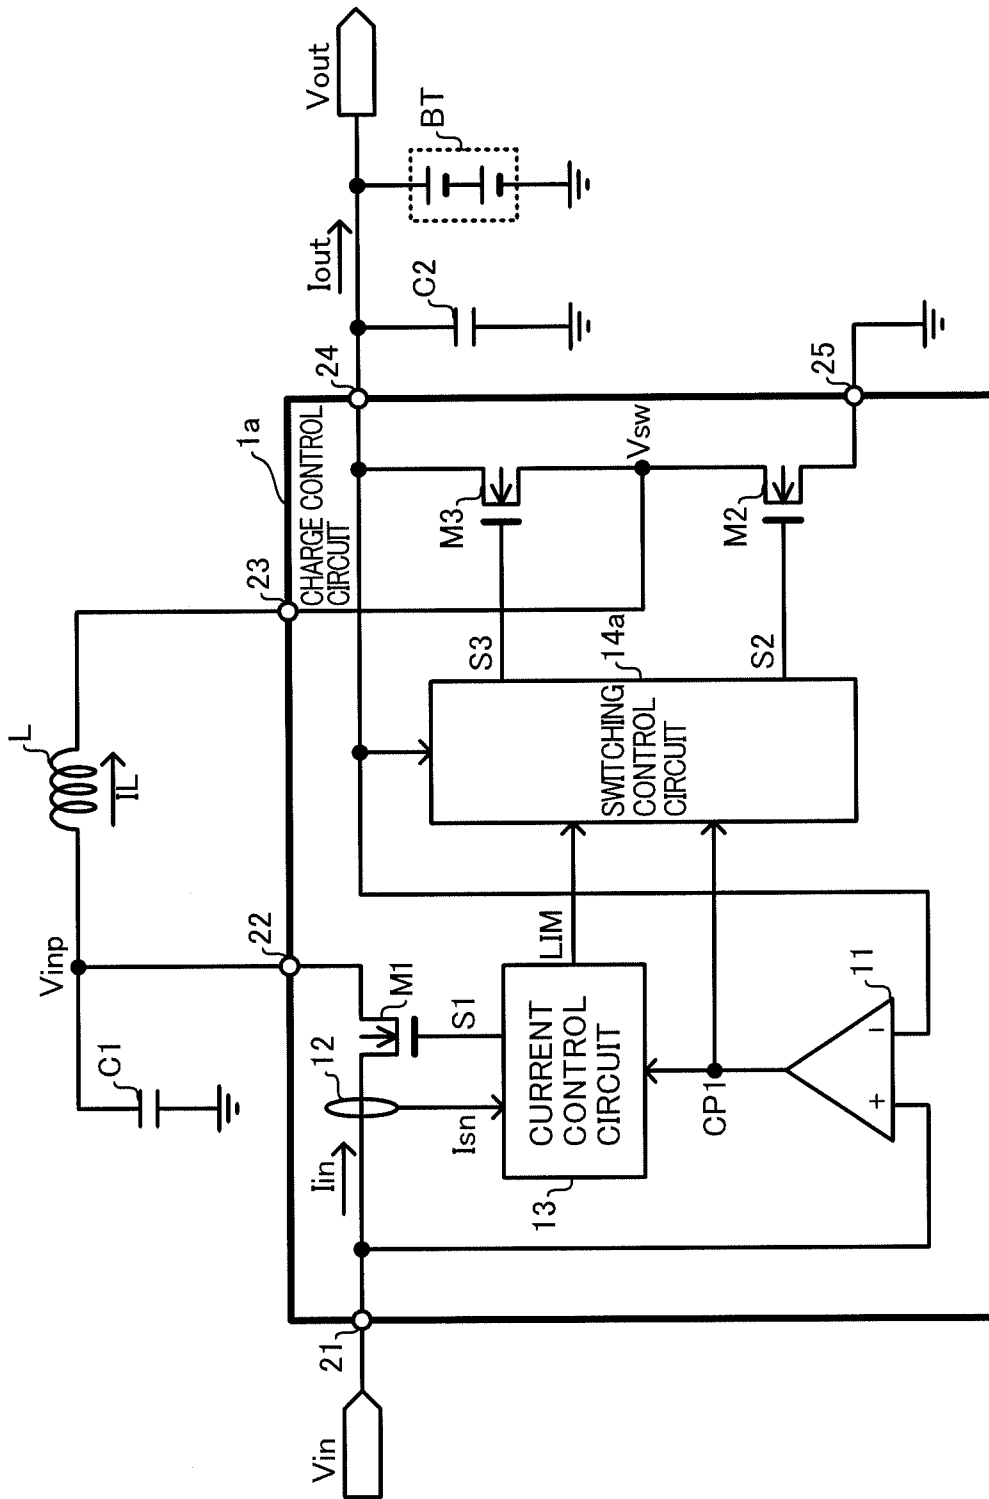 L
IL
Vinp
C1
22
23
1a
CHARGE CONTROL
CIRCUIT
24
Iout
Vout
C2
BT
25
Vin
21
Iin
12
M1
S1
Isn
CURRENT
CONTROL
CIRCUIT
13
LIM
SWITCHING
CONTROL
CIRCUIT
14a
S3
S2
M3
M2
Vsw
CP1
11
+
−